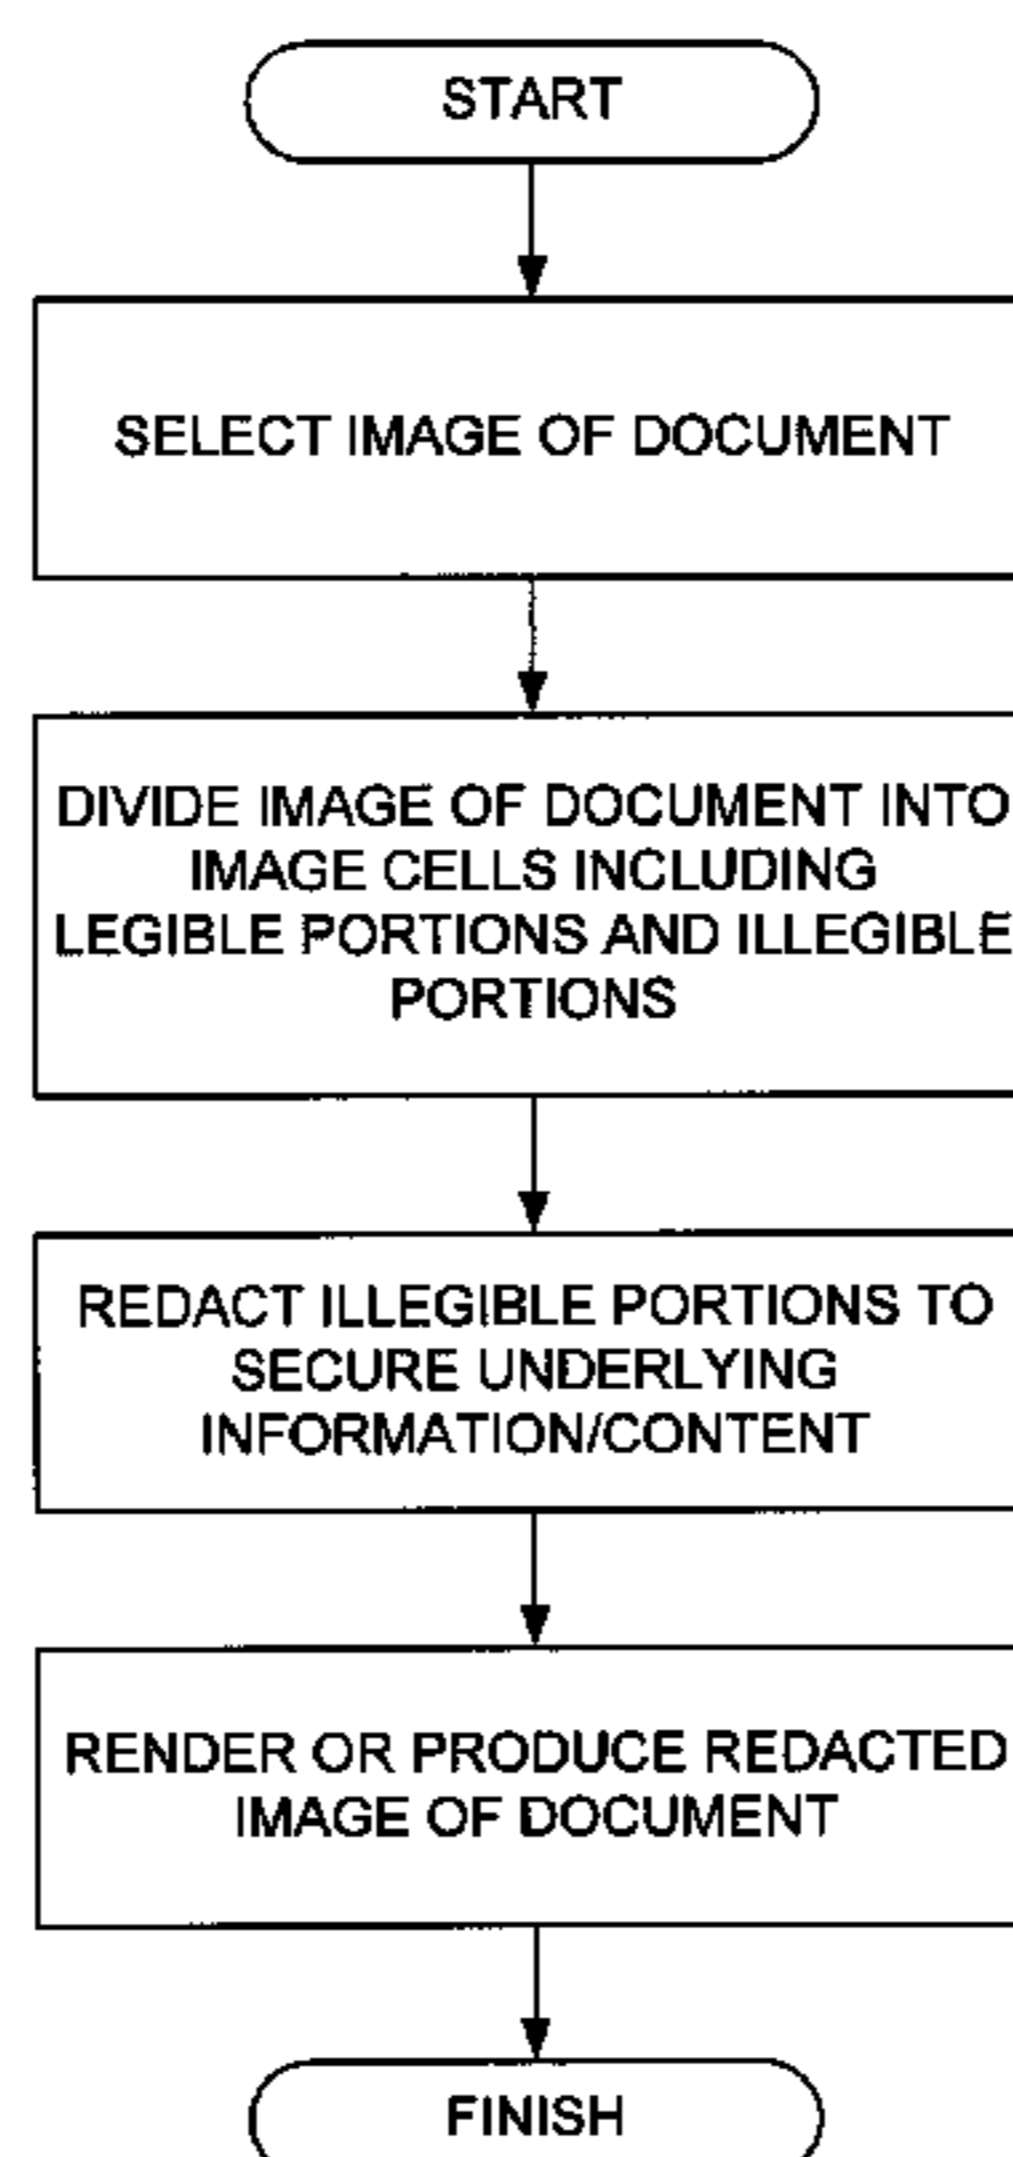 START
SELECT IMAGE OF DOCUMENT
DIVIDE IMAGE OF DOCUMENT INTO
IMAGE CELLS INCLUDING
LEGIBLE PORTIONS AND ILLEGIBLE
PORTIONS
REDACT ILLEGIBLE PORTIONS TO
SECURE UNDERLYING
INFORMATION/CONTENT
RENDER OR PRODUCE REDACTED
IMAGE OF DOCUMENT
FINISH